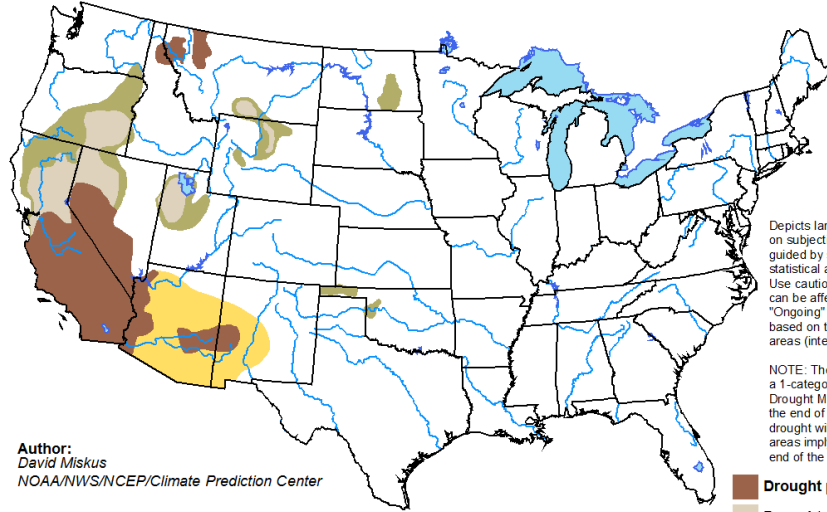 Depicts lar
on subject
guided by
statistical a
Use cautio
can be affe
"Ongoing"
based on t
areas (inte
NOTE: The
a 1-catego
Drought M
the end of
drought wi
areas impl
end of the
Author:
David Miskus
NOAA/NWS/NCEP/Climate Prediction Center
Drought